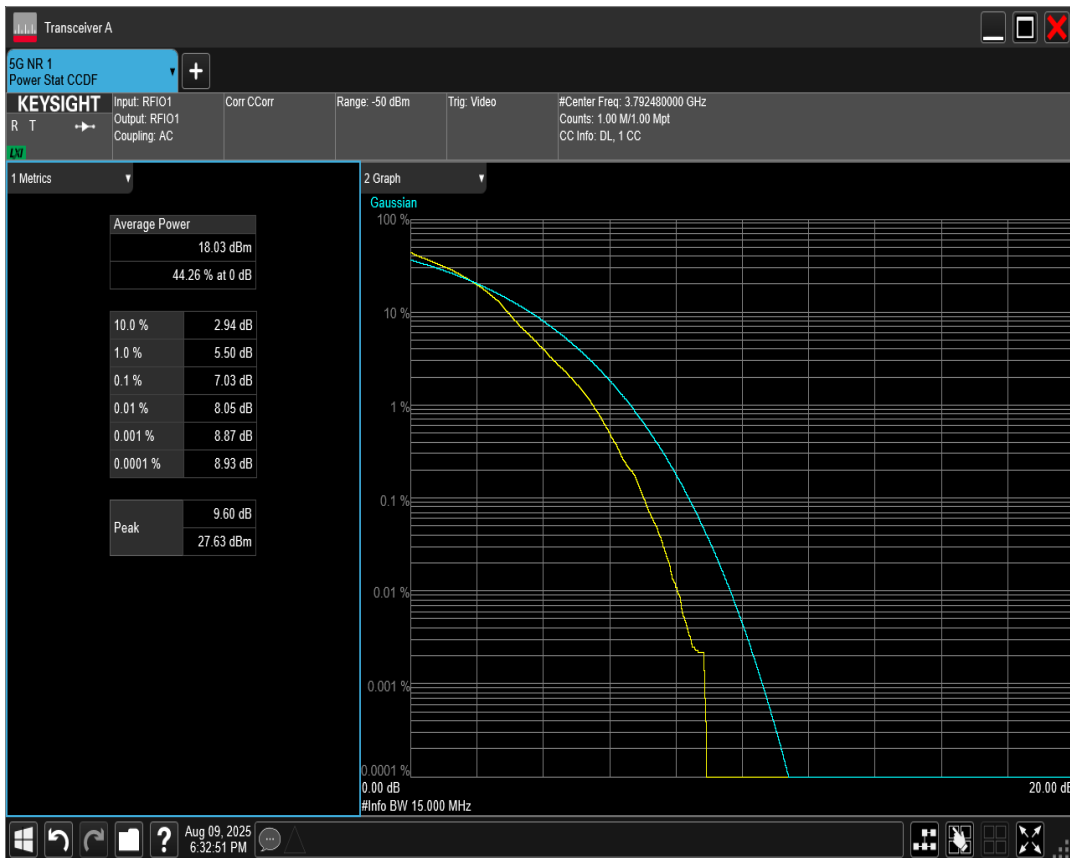 Transceiver A
5G NR 1
Power Stat CCDF
KEYSIGHT
R T
LXI
Input: RFIO1
Output: RFIO1
Coupling: AC
Corr CCorr
Range: -50 dBm
Trig: Video
#Center Freq: 3.792480000 GHz
Counts: 1.00 M/1.00 Mpt
CC Info: DL, 1 CC
1 Metrics
Average Power
18.03 dBm
44.26 % at 0 dB
10.0 % 2.94 dB
1.0 % 5.50 dB
0.1 % 7.03 dB
0.01 % 8.05 dB
0.001 % 8.87 dB
0.0001 % 8.93 dB
Peak
9.60 dB
27.63 dBm
2 Graph
Gaussian
100 %
10 %
1 %
0.1 %
0.01 %
0.001 %
0.0001 %
0.00 dB 20.00 dB
#Info BW 15.000 MHz
Aug 09, 2025
6:32:51 PM